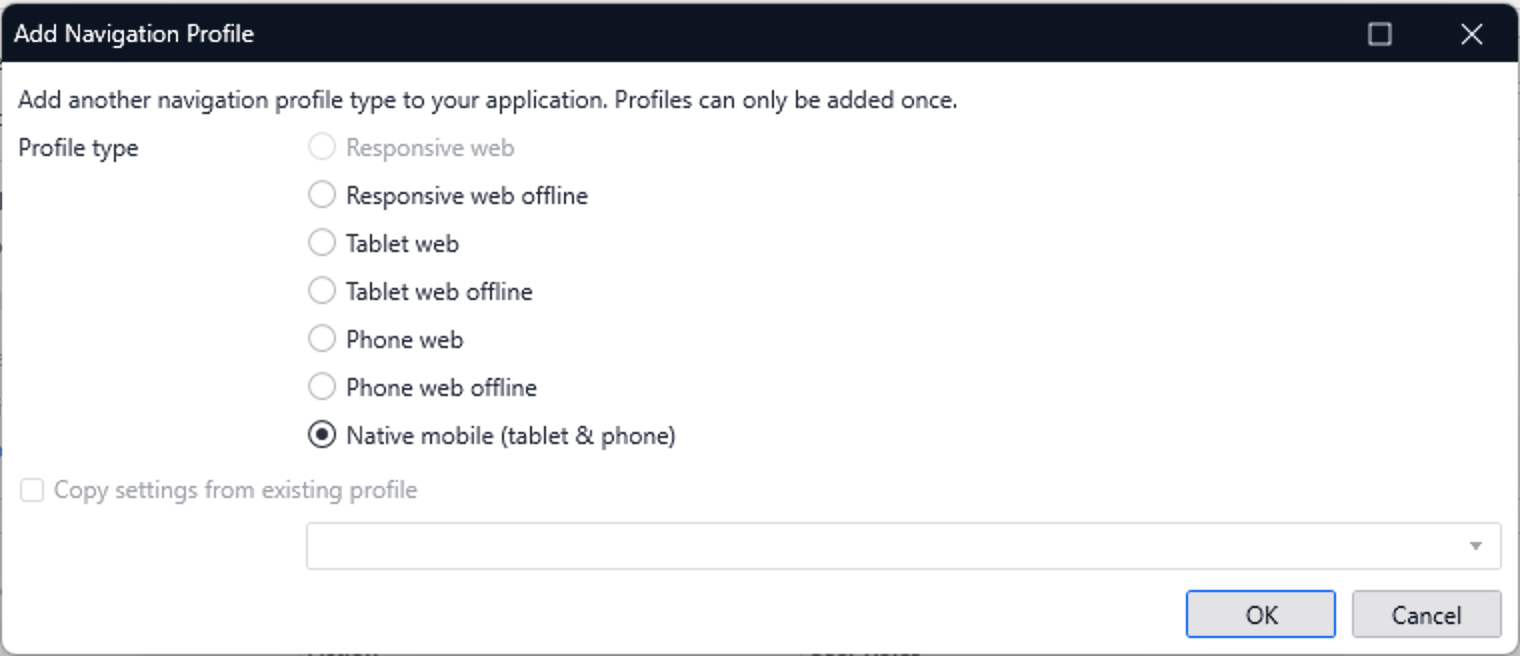 Add Navigation Profile
Add another navigation profile type to your application. Profiles can only be added once.
Profile type
Responsive web
Responsive web offline
Tablet web
Tablet web offline
Phone web
Phone web offline
Native mobile (tablet & phone)
Copy settings from existing profile
OK Cancel